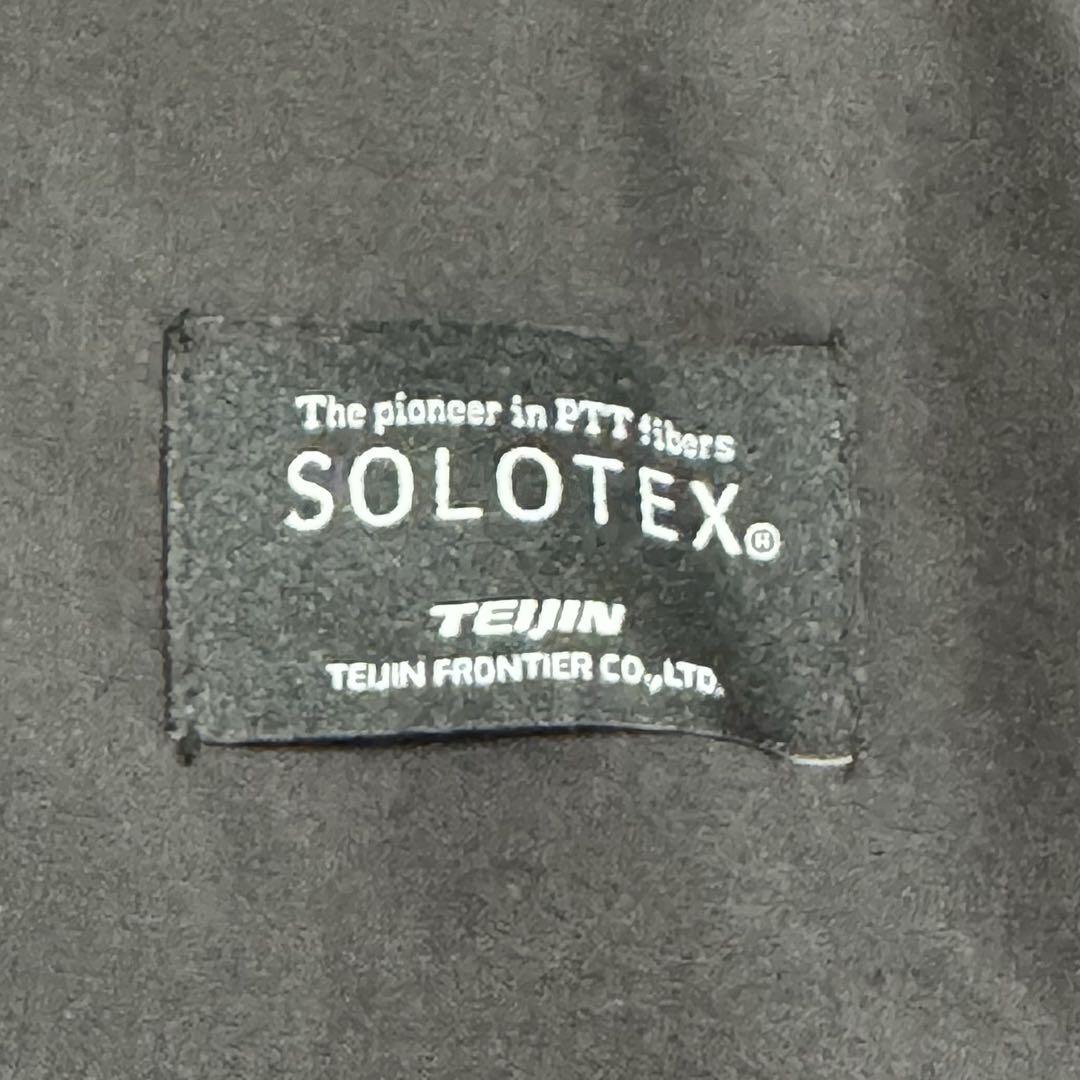 The pioneer in PTT fibers
SOLOTEX®
TEIJIN
TEIJIN FRONTIER CO.,LTD.